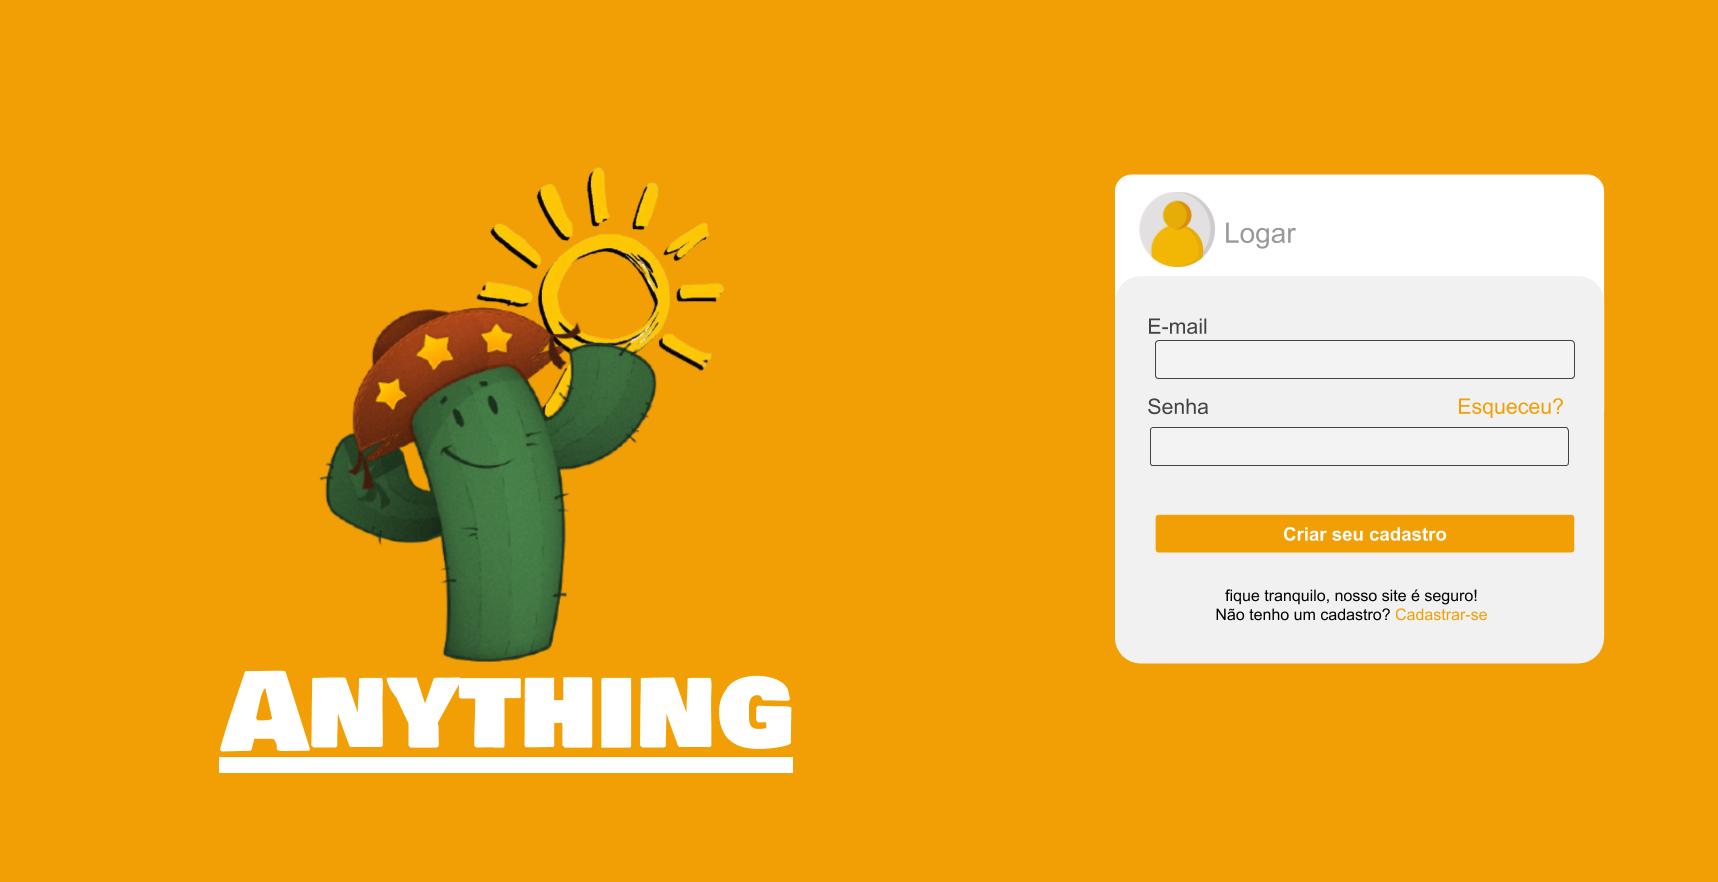 Anything
Logar
E-mail
Senha Esqueceu?
Criar seu cadastro
fique tranquilo, nosso site é seguro!
Não tenho um cadastro? Cadastrar-se